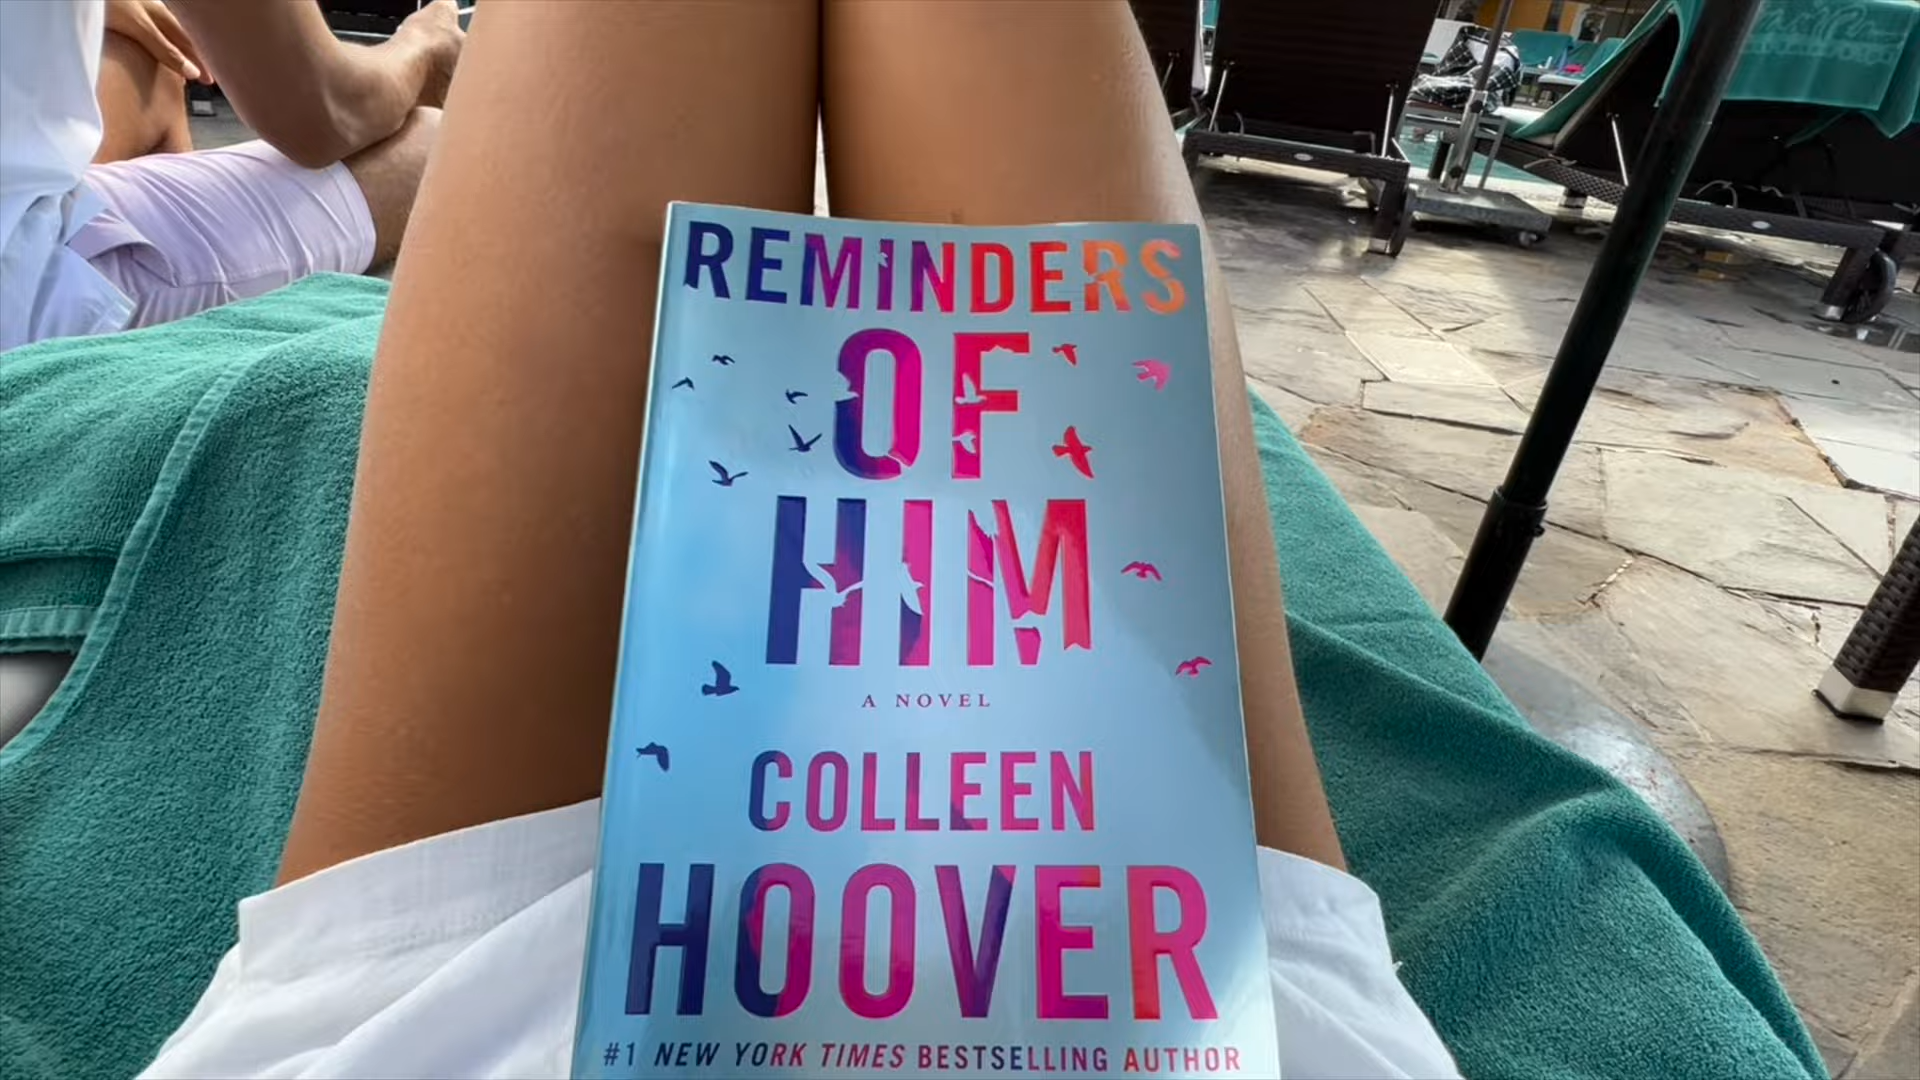 REMINDERS
OF
HIM
A NOVEL
COLLEEN
HOOVER
#1 NEW YORK TIMES BESTSELLING AUTHOR